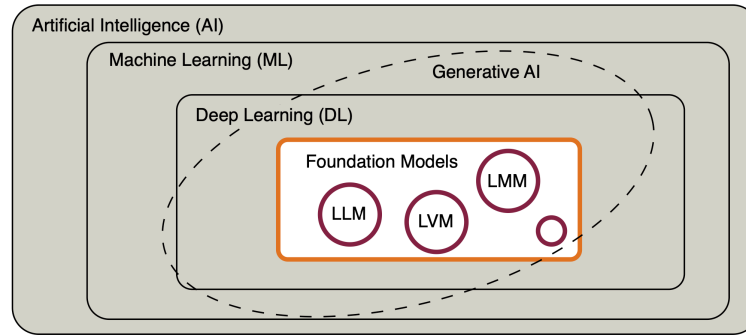 Artificial Intelligence (AI)
Machine Learning (ML)
Generative AI
Deep Learning (DL)
Foundation Models
LMM
LLM
LVM